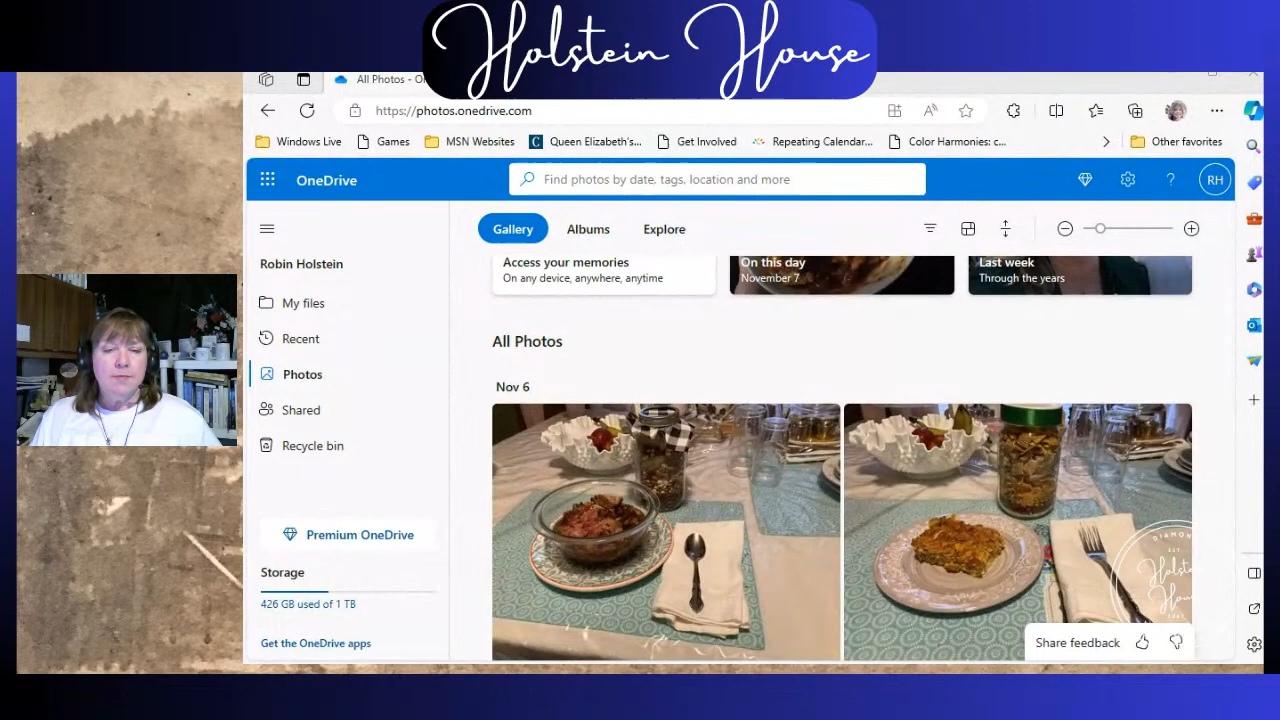 Holstein House
All Photos - O
https://photos.onedrive.com
Windows Live
Games
MSN Websites
C Queen Elizabeth's...
Get Involved
Repeating Calendar...
Color Harmonies: c...
Other favorites
OneDrive
Find photos by date, tags, location and more
? RH
Gallery Albums Explore
Robin Holstein
My files
Recent
Photos
Shared
Recycle bin
Premium OneDrive
Storage
426 GB used of 1 TB
Get the OneDrive apps
Access your memories
On any device, anywhere, anytime
On this day
November 7
Last week
Through the years
All Photos
Nov 6
DIAMON
EST.
Holste
Hous
Share feedback